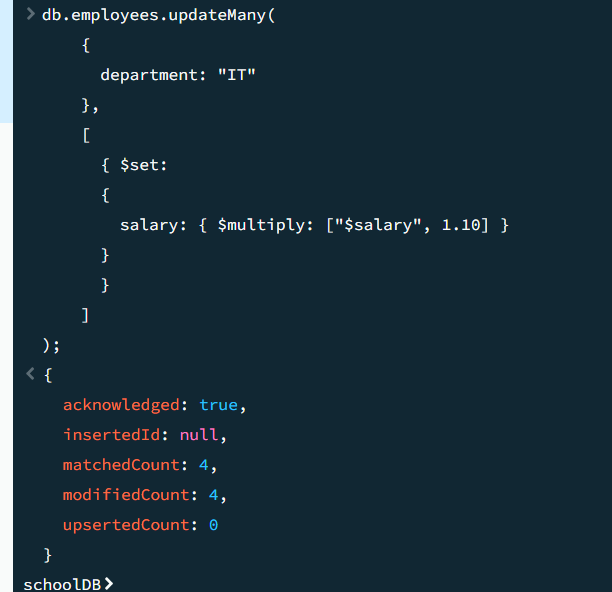 > db.employees.updateMany(
    {
      department: "IT"
    },
    [
      { $set:
      {
        salary: { $multiply: ["$salary", 1.10] }
      }
      }
    ]
);
< {
  acknowledged: true,
  insertedId: null,
  matchedCount: 4,
  modifiedCount: 4,
  upsertedCount: 0
}
schoolDB>